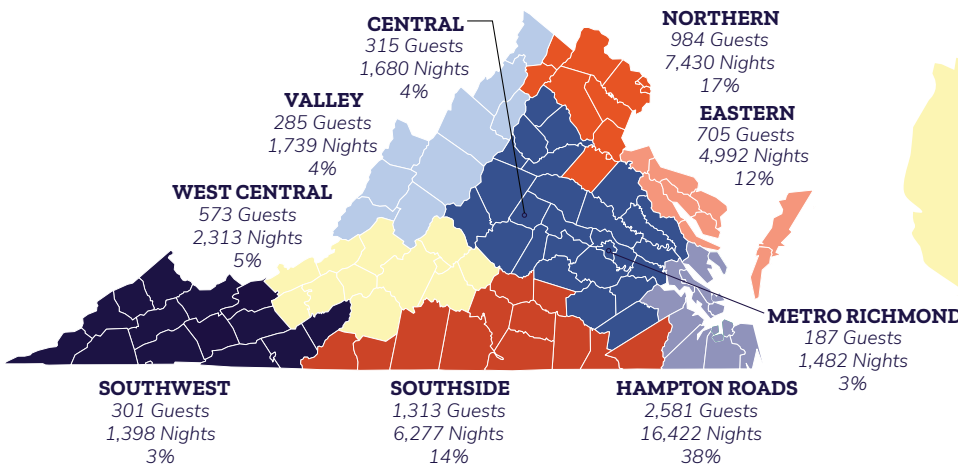 CENTRAL
315 Guests
1,680 Nights
4%
NORTHERN
984 Guests
7,430 Nights
17%
VALLEY
285 Guests
1,739 Nights
4%
EASTERN
705 Guests
4,992 Nights
12%
WEST CENTRAL
573 Guests
2,313 Nights
5%
METRO RICHMOND
187 Guests
1,482 Nights
3%
SOUTHWEST
301 Guests
1,398 Nights
3%
SOUTHSIDE
1,313 Guests
6,277 Nights
14%
HAMPTON ROADS
2,581 Guests
16,422 Nights
38%